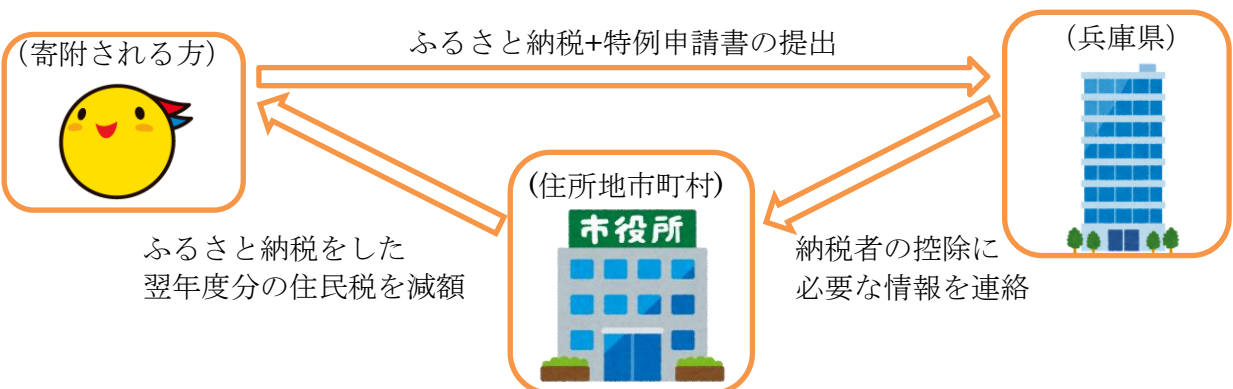 (寄附される方)
ふるさと納税+特例申請書の提出
(兵庫県)
(住所地市町村)
市役所
ふるさと納税をした
翌年度分の住民税を減額
納税者の控除に
必要な情報を連絡